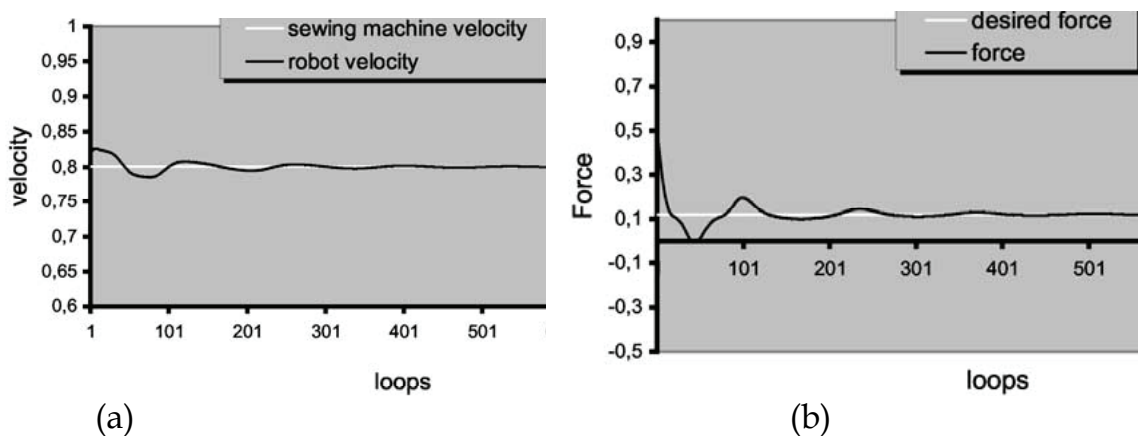 1
0,95
0,9
0,85
0,8
0,75
0,7
0,65
0,6
velocity
sewing machine velocity
robot velocity
1 101 201 301 401 501
loops
(a)
0,9
0,7
0,5
0,3
0,1
-0,1
-0,3
-0,5
Force
desired force
force
101 201 301 401 501
loops
(b)